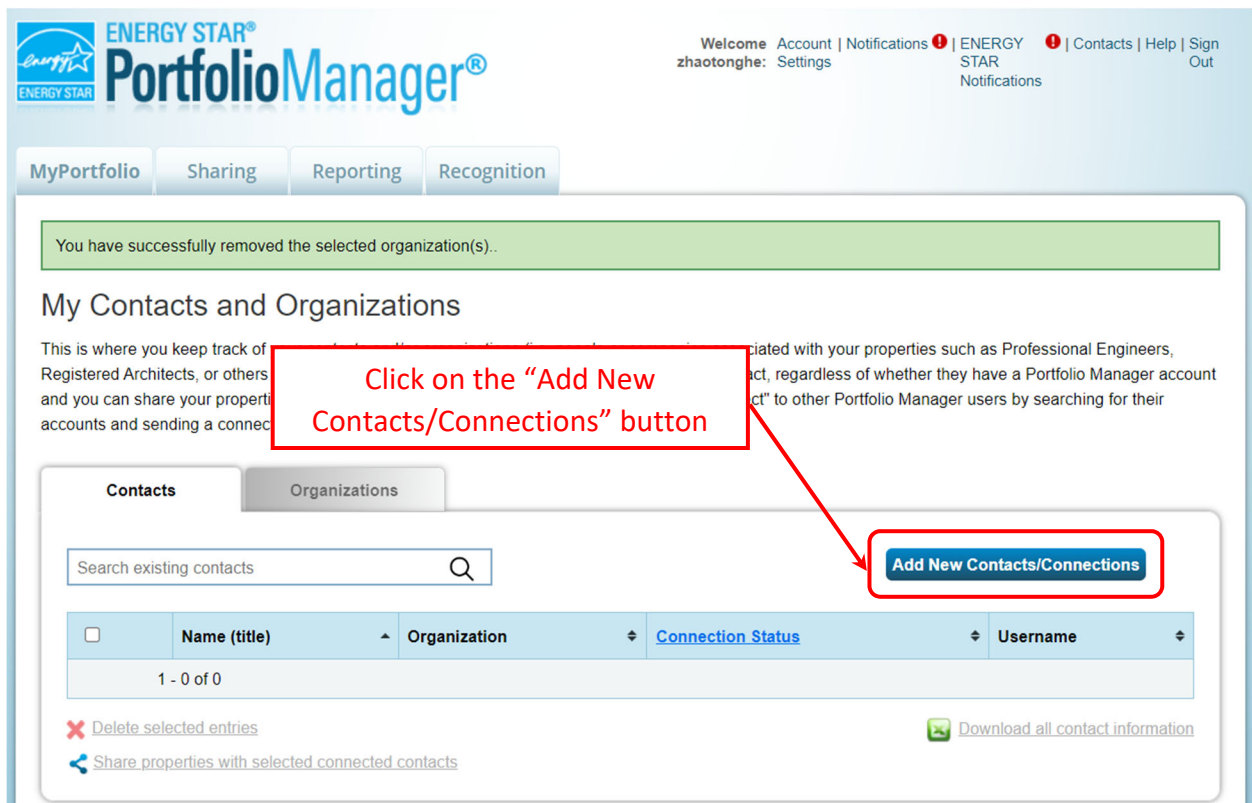 ENERGY STAR®
PortfolioManager®
energy
ENERGY STAR
Welcome zhaotonghe:
Account Settings | Notifications | ENERGY STAR Notifications | Contacts | Help | Sign Out
MyPortfolio Sharing Reporting Recognition
You have successfully removed the selected organization(s)..
My Contacts and Organizations
This is where you keep track of ciated with your properties such as Professional Engineers,
Registered Architects, or others act, regardless of whether they have a Portfolio Manager account
and you can share your properti ct" to other Portfolio Manager users by searching for their
accounts and sending a connec
Click on the “Add New
Contacts/Connections” button
Contacts Organizations
Search existing contacts
Add New Contacts/Connections
Name (title) Organization Connection Status Username
1 - 0 of 0
Delete selected entries
Download all contact information
Share properties with selected connected contacts